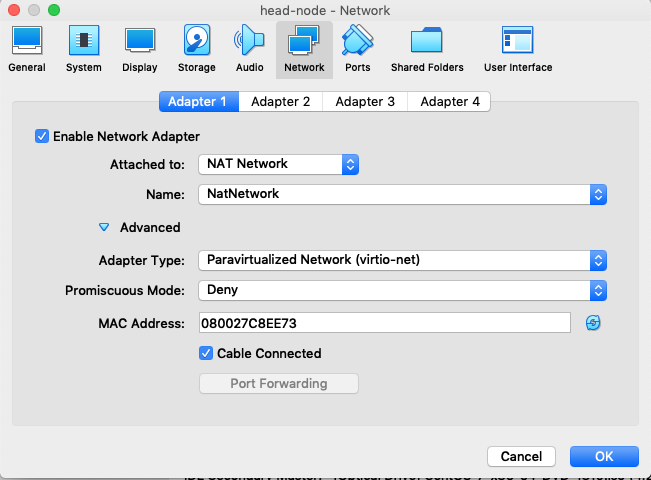 head-node - Network
General System Display Storage Audio Network Ports Shared Folders User Interface
Adapter 1 Adapter 2 Adapter 3 Adapter 4
Enable Network Adapter
Attached to: NAT Network
Name: NatNetwork
Advanced
Adapter Type: Paravirtualized Network (virtio-net)
Promiscuous Mode: Deny
MAC Address: 080027C8EE73
Cable Connected
Port Forwarding
Cancel OK